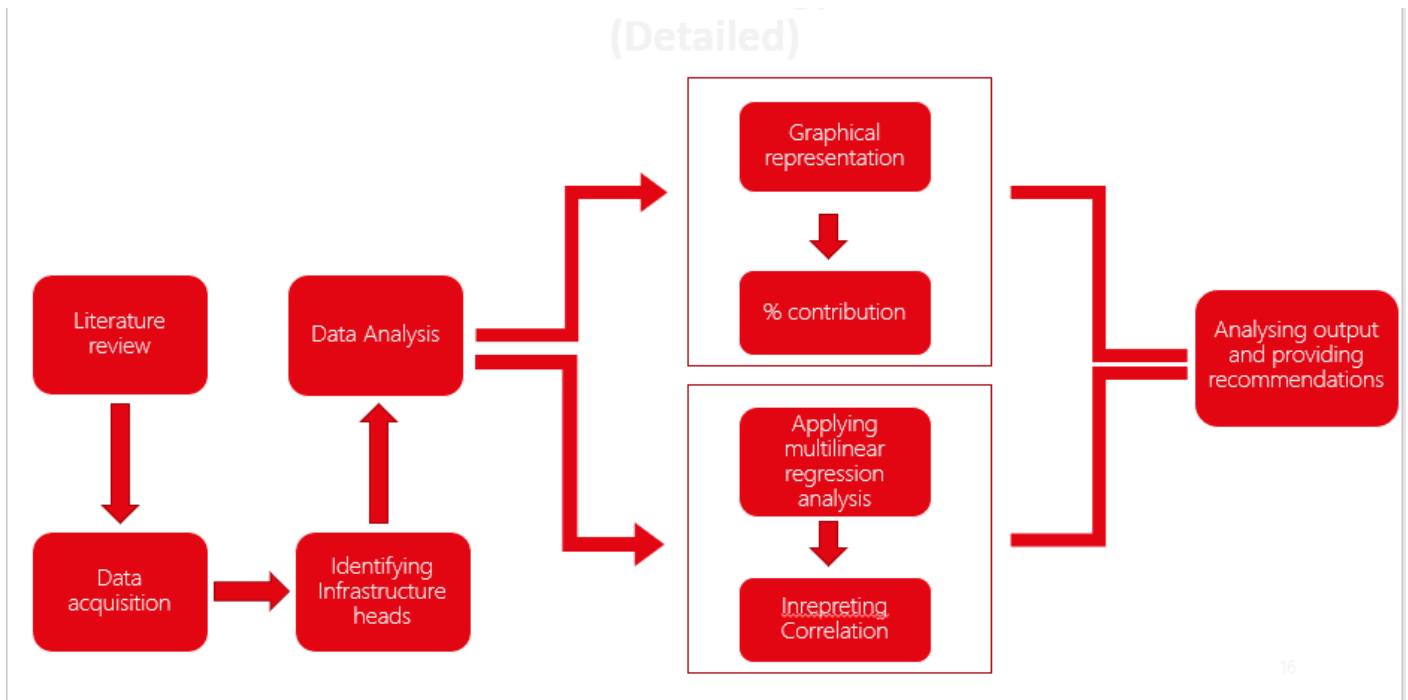 (Detailed)
Graphical
representation
% contribution
Literature
review
Data Analysis
Analysing output
and providing
recommendations
Applying
multilinear
regression
analysis
Data
acquisition
Identifying
Infrastructure
heads
Inrepreting
Correlation
16